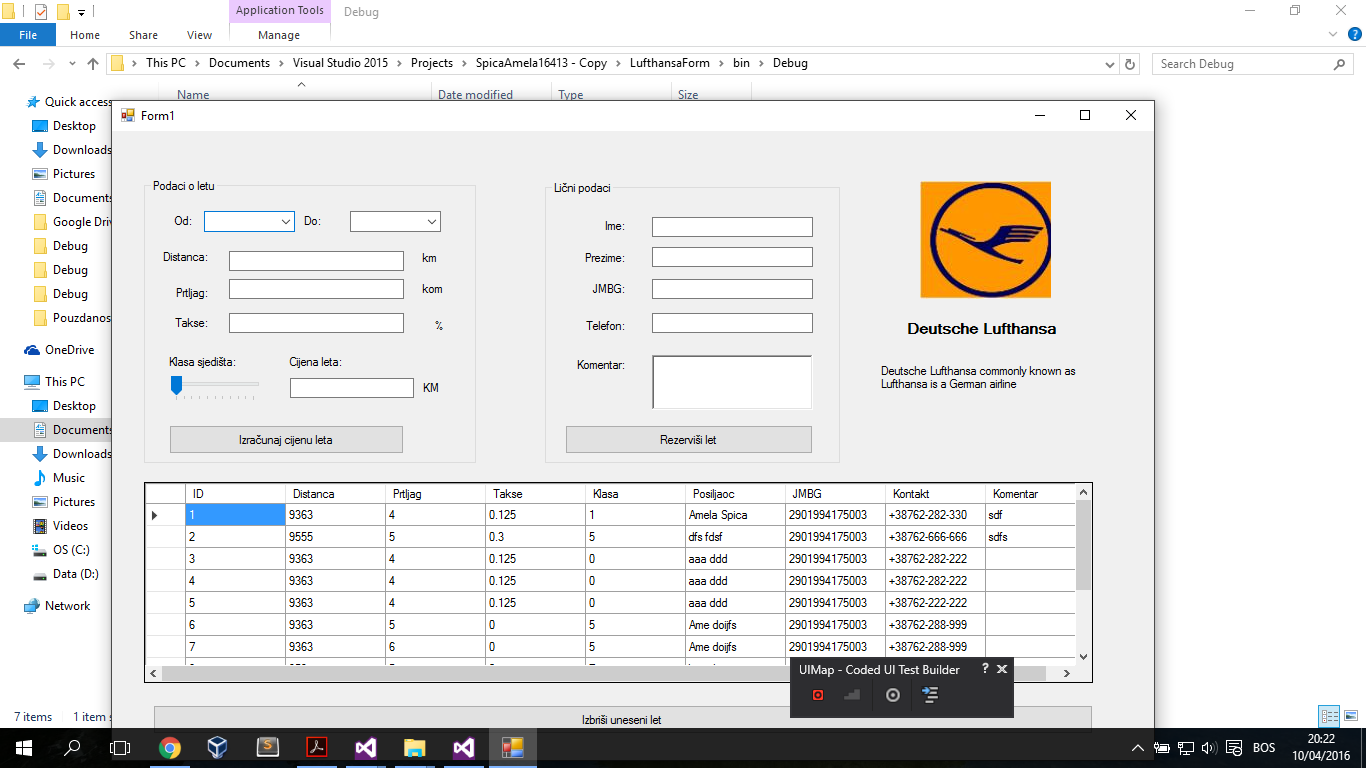 Application Tools
Debug
File
Home
Share
View
Manage
This PC
Documents
Visual Studio 2015
Projects
SpicaAmela16413 - Copy
LufthansaForm
bin
Debug
Search Debug
Name
Date modified
Type
Size
Quick access
Desktop
Downloads
Pictures
Documents
Google Driv
Debug
Debug
Debug
Pouzdanos
OneDrive
This PC
Desktop
Documents
Downloads
Music
Pictures
Videos
OS (C:)
Data (D:)
Network
7 items
1 item s
Form1
Podaci o letu
Od:
Do:
Distanca:
km
Prtljag:
kom
Takse:
%
Klasa sjedišta:
Cijena leta:
KM
Izračunaj cijenu leta
Lični podaci
Ime:
Prezime:
JMBG:
Telefon:
Komentar:
Rezerviši let
Deutsche Lufthansa
Deutsche Lufthansa commonly known as
Lufthansa is a German airline
ID Distanca Prtljag Takse Klasa Posiljaoc JMBG Kontakt Komentar
1 9363 4 0.125 1 Amela Spica 2901994175003 +38762-282-330 sdf
2 9555 5 0.3 5 dfs fdsf 2901994175003 +38762-666-666 sdfs
3 9363 4 0.125 0 aaa ddd 2901994175003 +38762-282-222
4 9363 4 0.125 0 aaa ddd 2901994175003 +38762-282-222
5 9363 4 0.125 0 aaa ddd 2901994175003 +38762-222-222
6 9363 5 0 5 Ame doijfs 2901994175003 +38762-288-999
7 9363 6 0 5 Ame doijfs 2901994175003 +38762-288-999
UIMap - Coded UI Test Builder
Izbriši uneseni let
BOS
20:22
10/04/2016